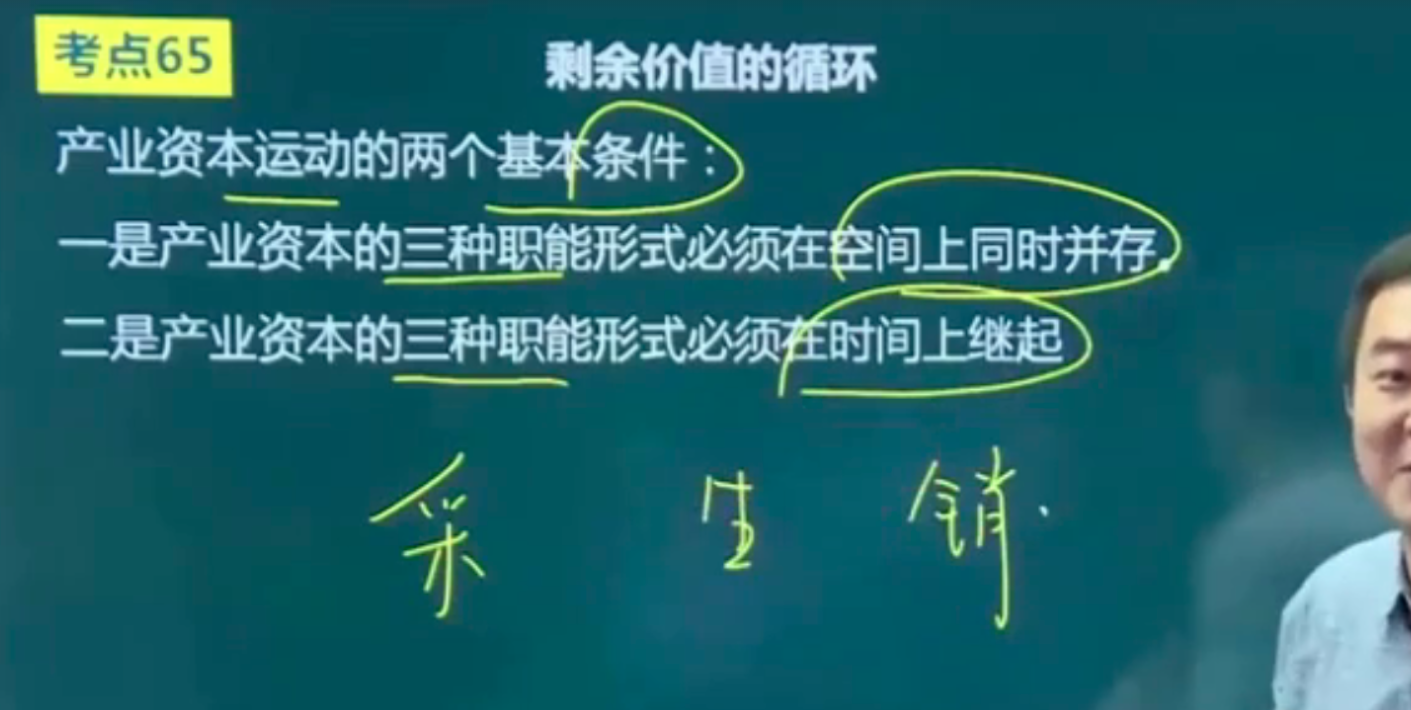 考点65
剩余价值的循环
产业资本运动的两个基本条件：
一是产业资本的三种职能形式必须在空间上同时并存。
二是产业资本的三种职能形式必须在时间上继起
采 生 销.